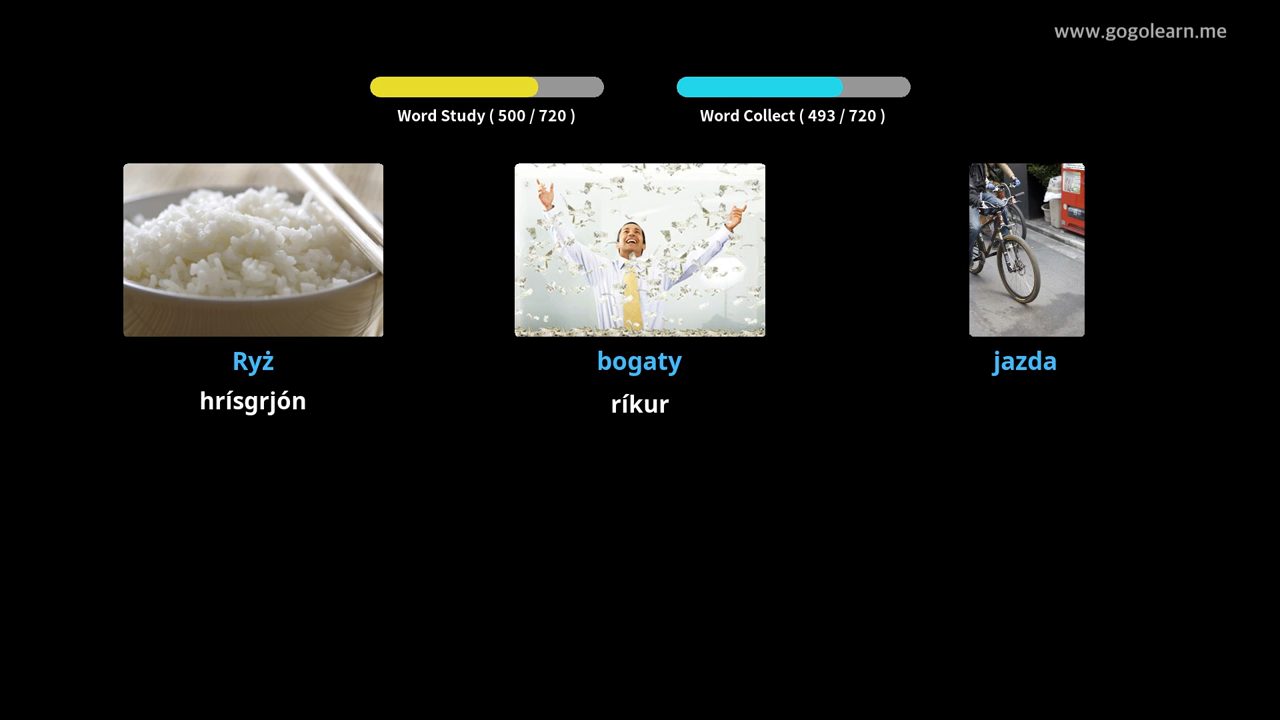 www.gogolearn.me
Word Study ( 500 / 720 )
Word Collect ( 493 / 720 )
Ryż
bogaty
jazda
hrísgrjón
ríkur